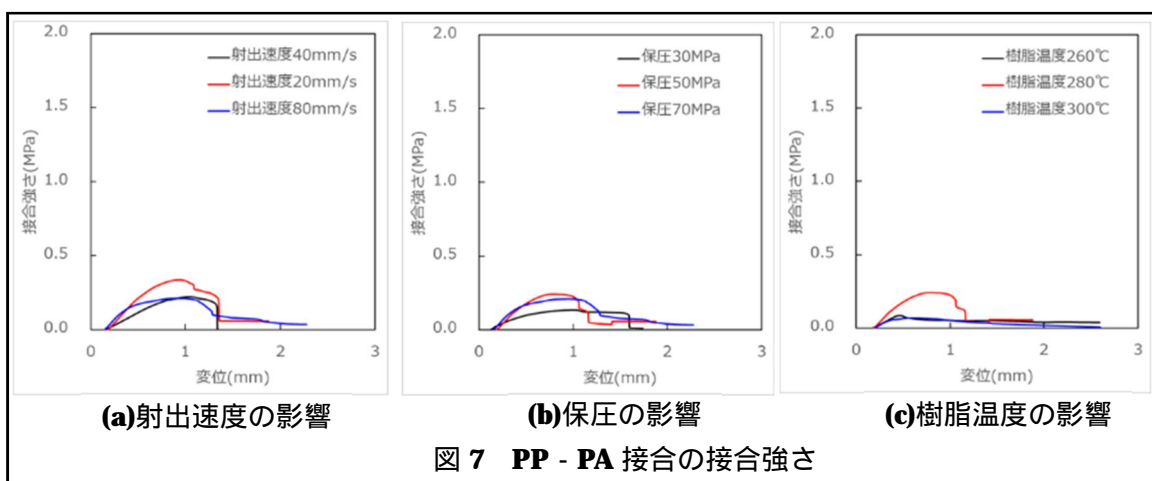 2.0
1.5
1.0
0.5
0.0
接合強さ(MPa)
射出速度40mm/s
射出速度20mm/s
射出速度80mm/s
0 1 2 3
変位(mm)
(a)射出速度の影響
2.0
1.5
1.0
0.5
0.0
接合強さ(MPa)
保圧30MPa
保圧50MPa
保圧70MPa
0 1 2 3
変位(mm)
(b)保圧の影響
2.0
1.5
1.0
0.5
0.0
接合強さ(MPa)
樹脂温度260℃
樹脂温度280℃
樹脂温度300℃
0 1 2 3
変位(mm)
(c)樹脂温度の影響
図 7 PP - PA 接合の接合強さ